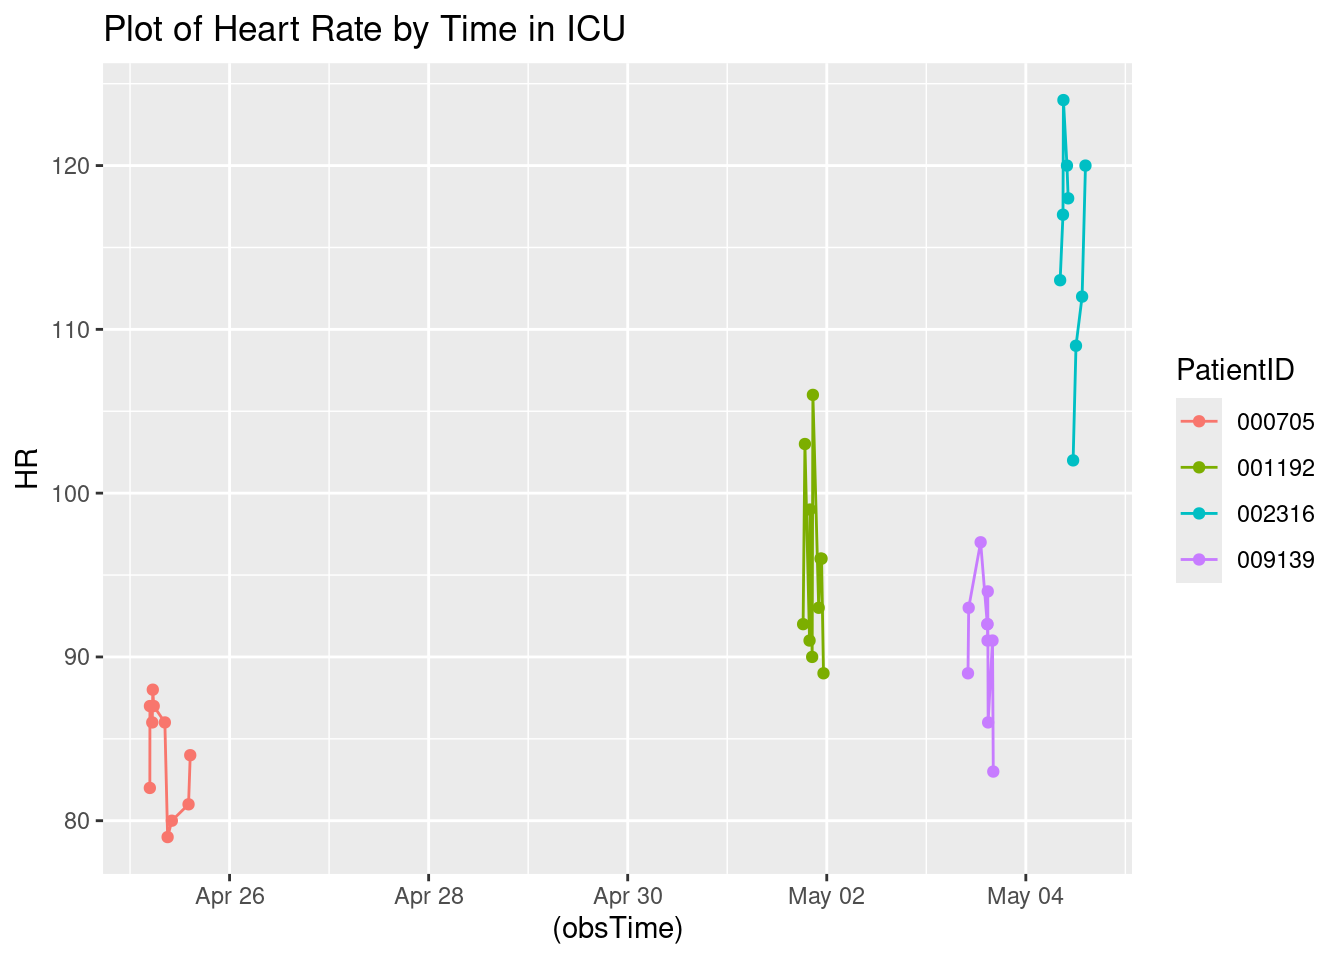 Plot of Heart Rate by Time in ICU
120
110
100
90
80
HR
Apr 26
Apr 28
Apr 30
May 02
May 04
(obsTime)
PatientID
000705
001192
002316
009139